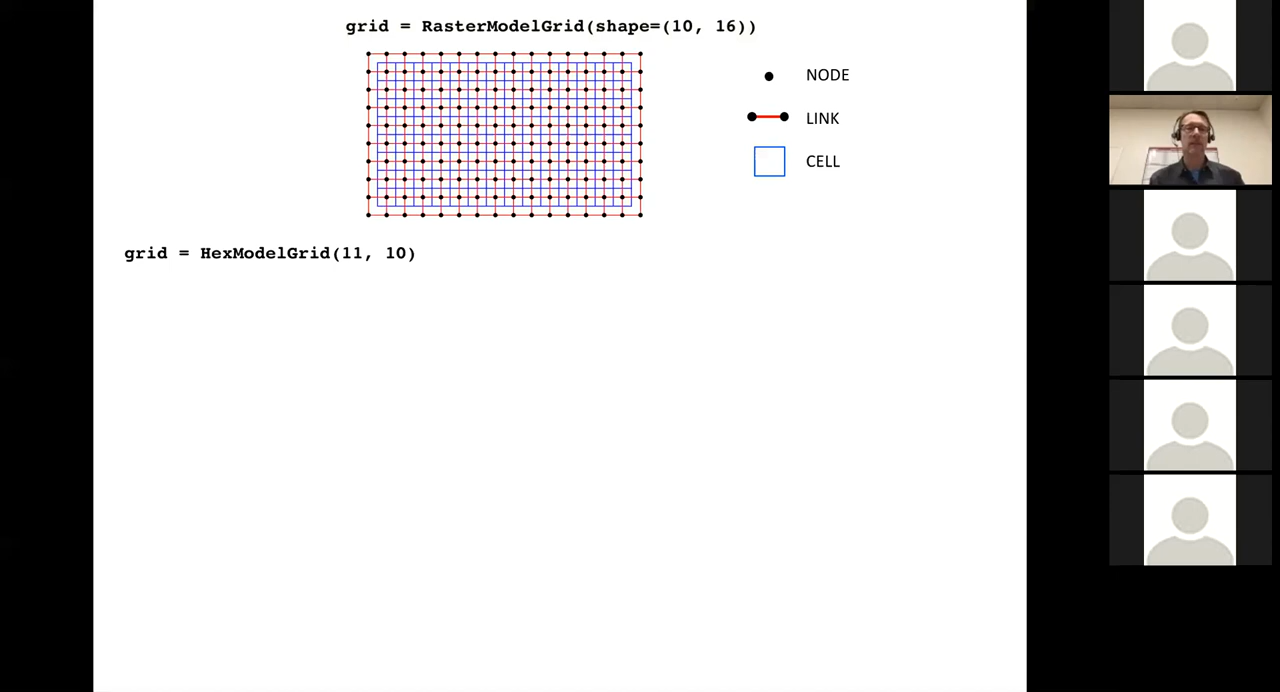 grid = RasterModelGrid(shape=(10, 16))
NODE
LINK
CELL
grid = HexModelGrid(11, 10)